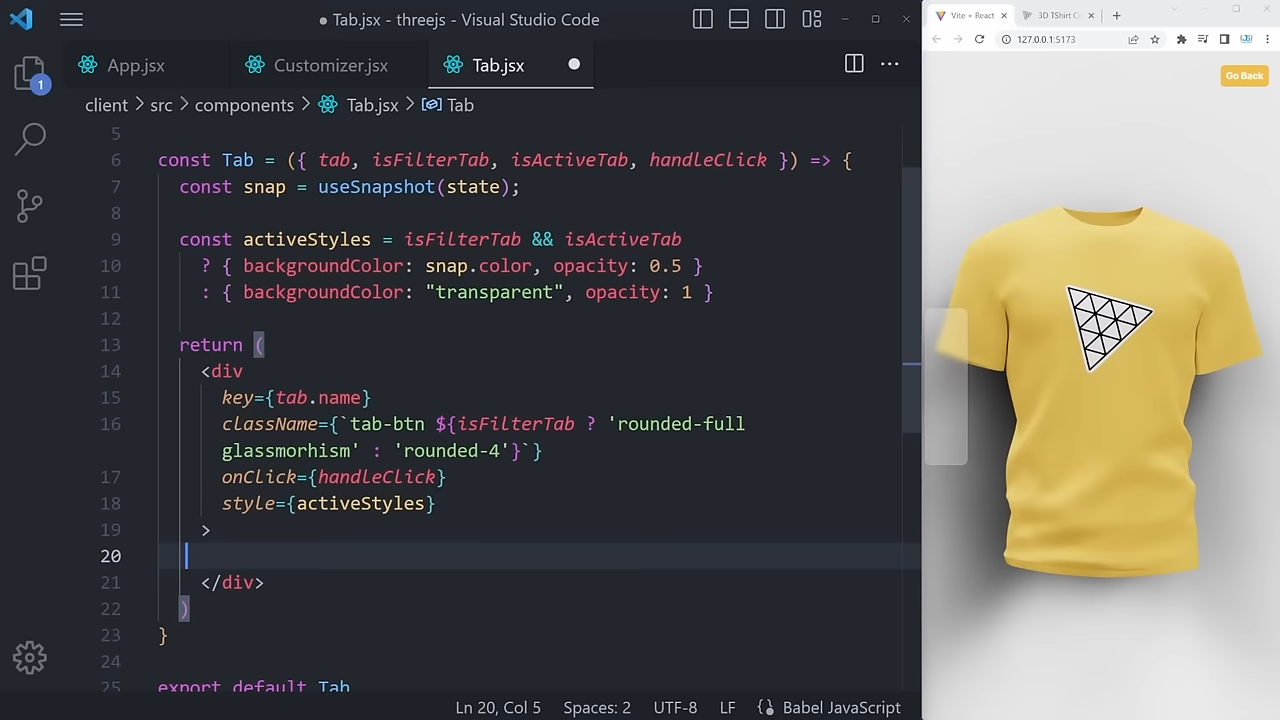 Tab.jsx - threejs - Visual Studio Code
App.jsx
Customizer.jsx
Tab.jsx
client > src > components > Tab.jsx > Tab
1
5
6 const Tab = ({ tab, isFilterTab, isActiveTab, handleClick }) => {
7 const snap = useSnapshot(state);
8
9 const activeStyles = isFilterTab && isActiveTab
10 ? { backgroundColor: snap.color, opacity: 0.5 }
11 : { backgroundColor: "transparent", opacity: 1 }
12
13 return (
14 <div
15 key={tab.name}
16 className={`tab-btn ${isFilterTab ? 'rounded-full
glassmorhism' : 'rounded-4'}`}
17 onClick={handleClick}
18 style={activeStyles}
19 >
20
21 </div>
22 )
23 }
24
25 export default Tab
Ln 20, Col 5 Spaces: 2 UTF-8 LF Babel JavaScript
Vite + React
3D TShirt
127.0.0.1:5173
Go Back